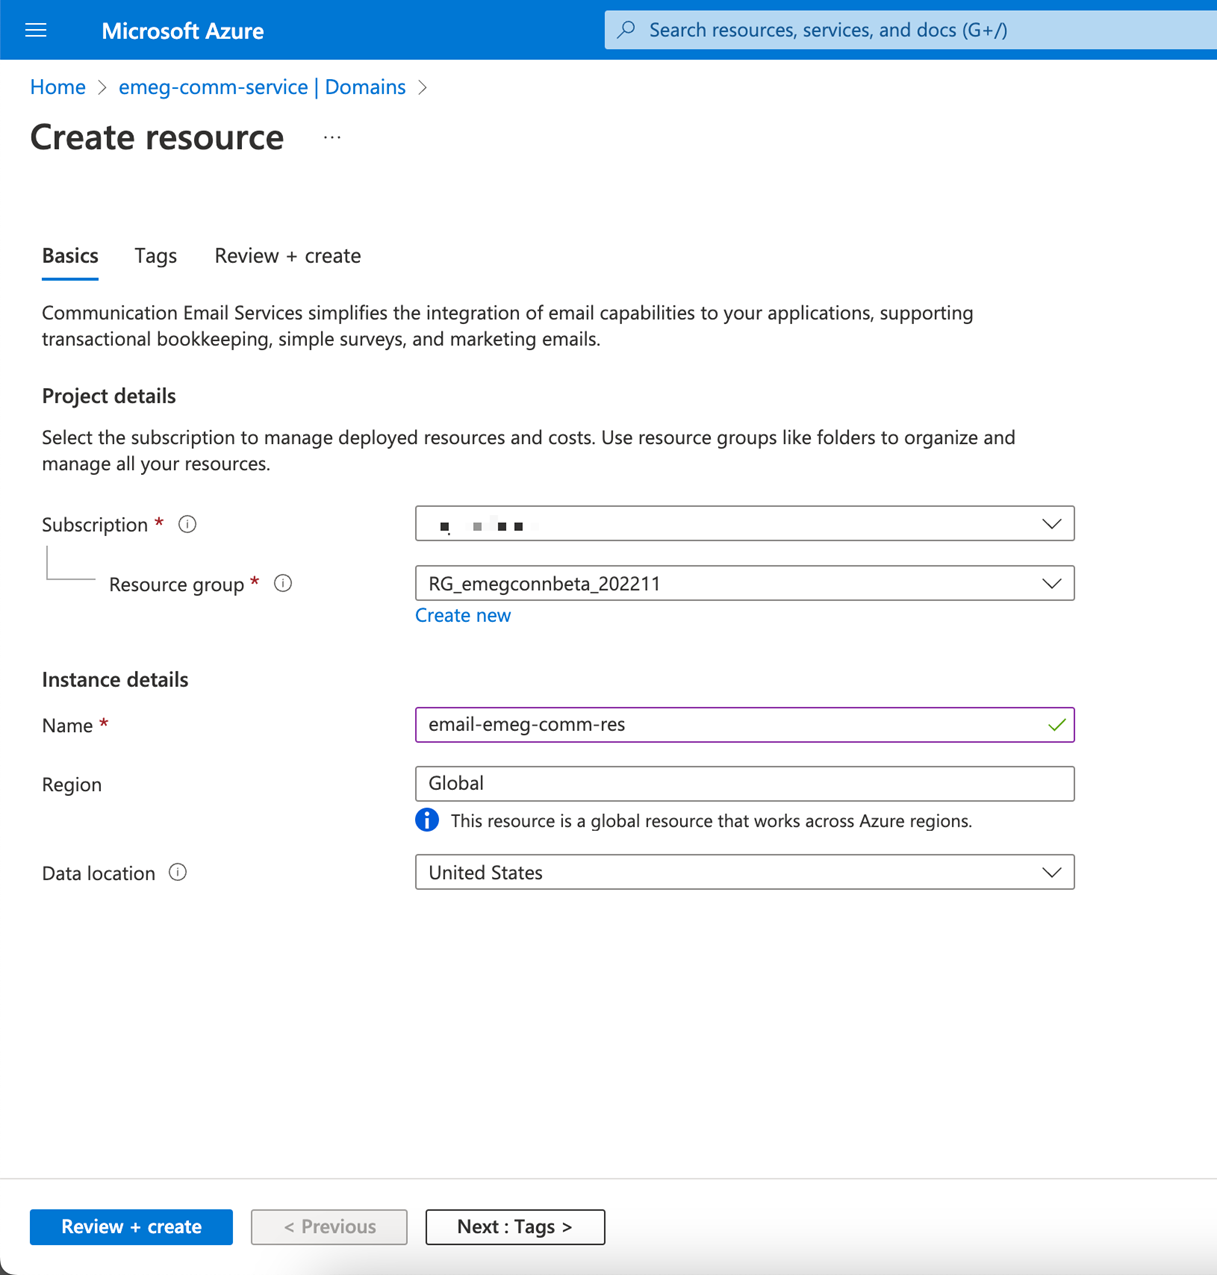 Microsoft Azure
Search resources, services, and docs (G+/)
Home > emeg-comm-service | Domains >
Create resource ...
Basics Tags Review + create
Communication Email Services simplifies the integration of email capabilities to your applications, supporting
transactional bookkeeping, simple surveys, and marketing emails.
Project details
Select the subscription to manage deployed resources and costs. Use resource groups like folders to organize and
manage all your resources.
Subscription *
Resource group *
RG_emegconnbeta_202211
Create new
Instance details
Name *
email-emeg-comm-res
Region
Global
This resource is a global resource that works across Azure regions.
Data location
United States
Review + create
< Previous
Next : Tags >